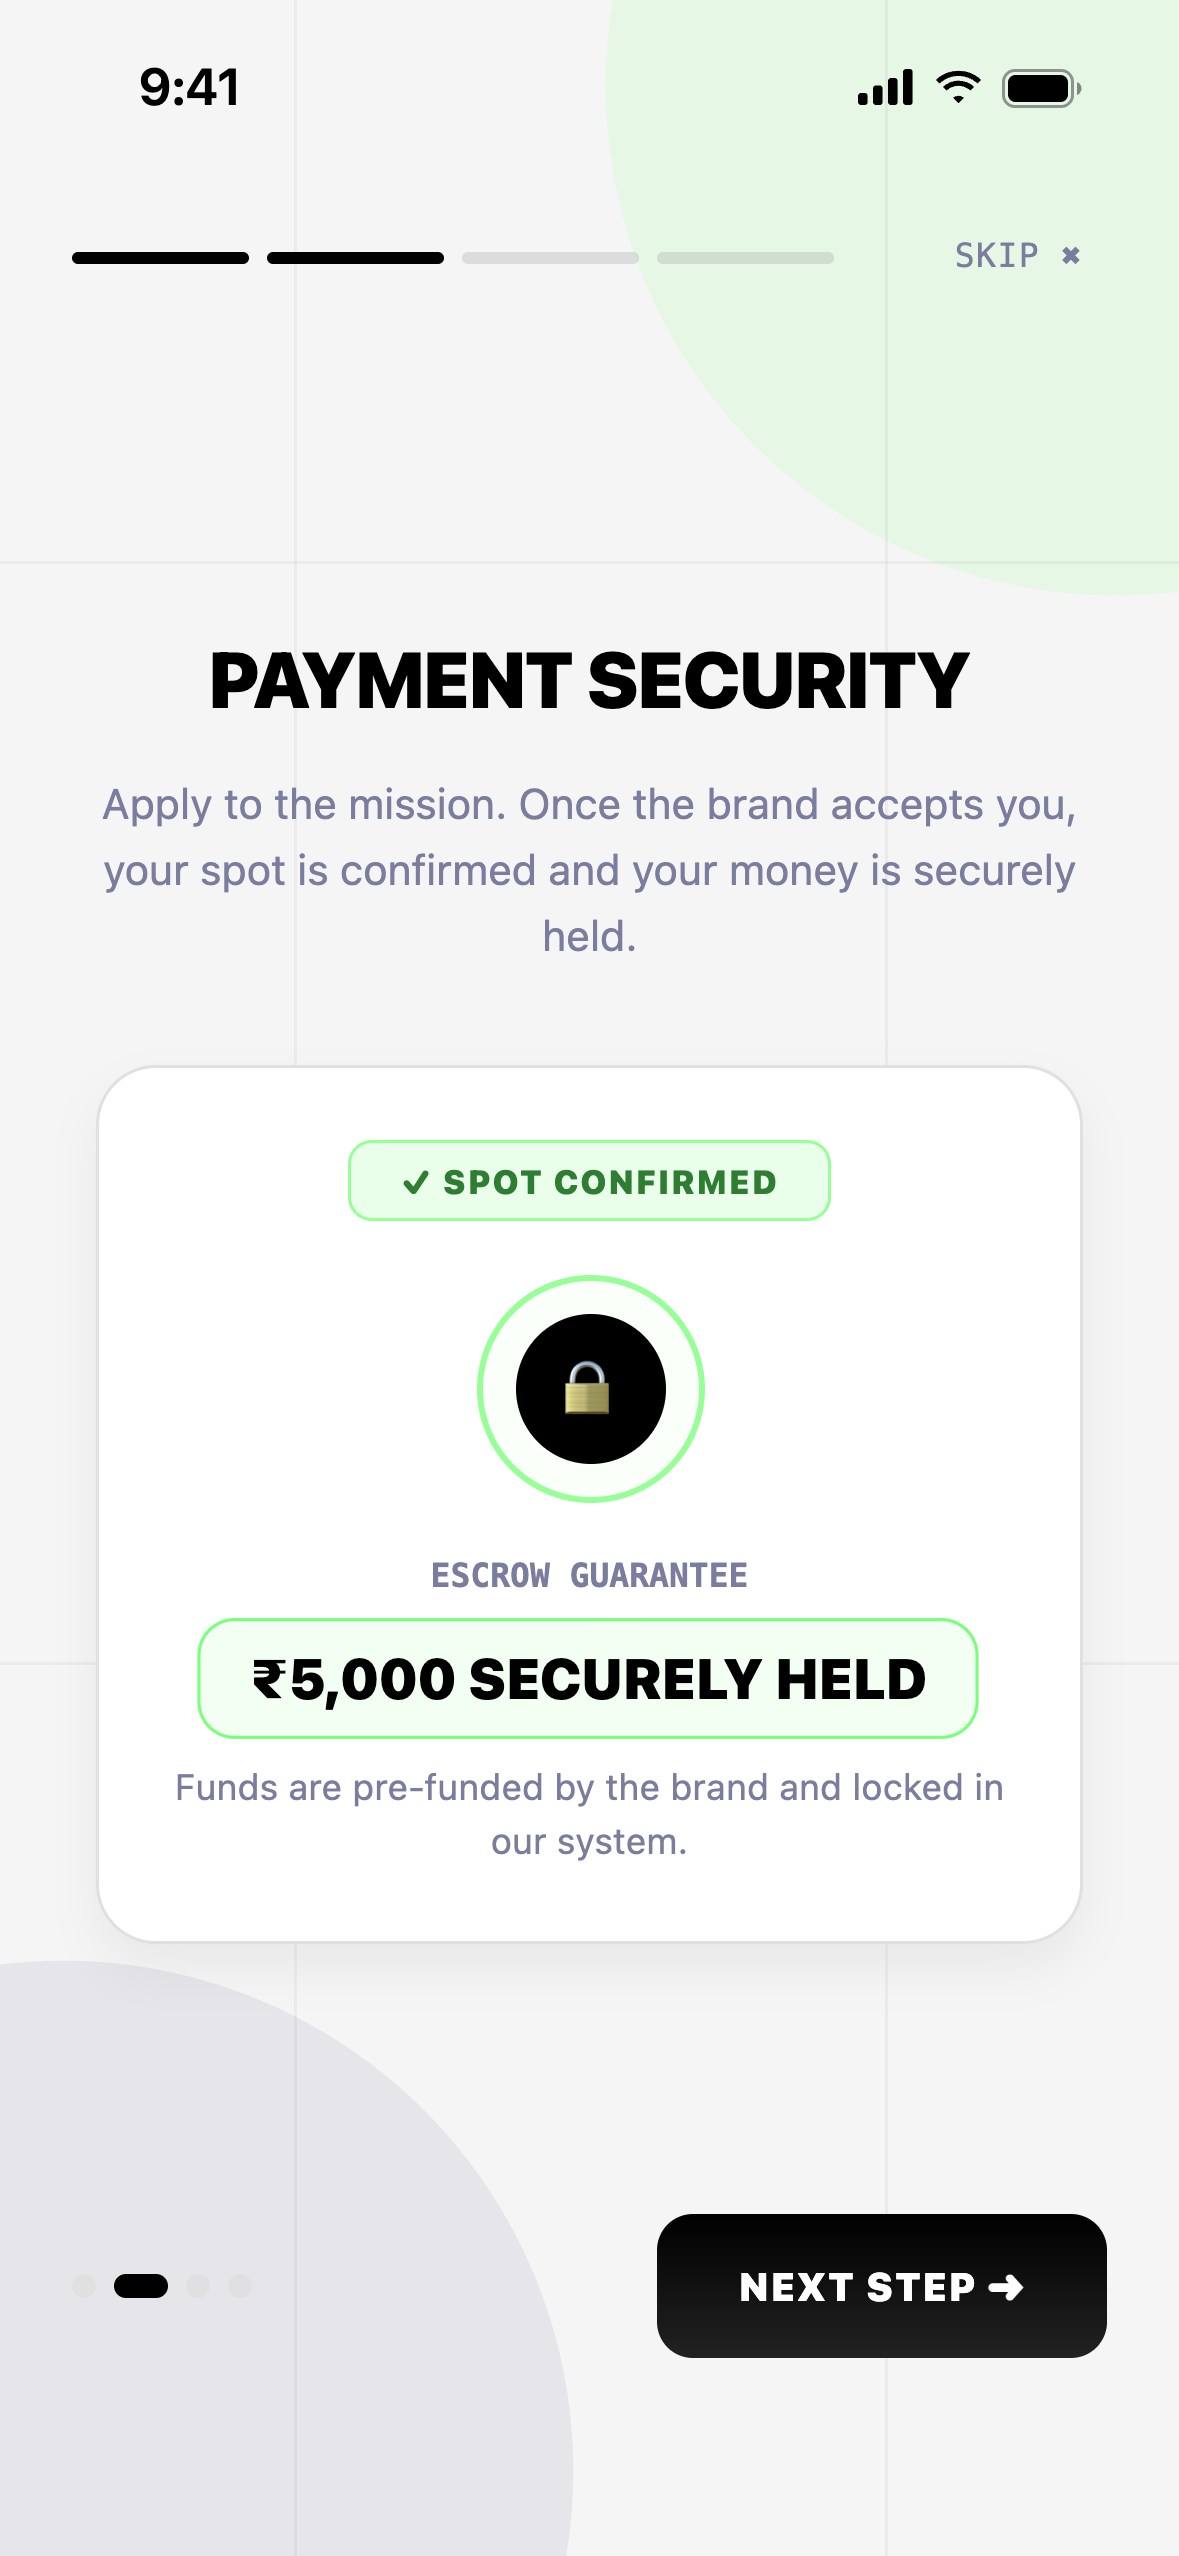 9:41
SKIP ✖
PAYMENT SECURITY
Apply to the mission. Once the brand accepts you,
your spot is confirmed and your money is securely
held.
✓ SPOT CONFIRMED
ESCROW GUARANTEE
₹5,000 SECURELY HELD
Funds are pre-funded by the brand and locked in
our system.
NEXT STEP ➜